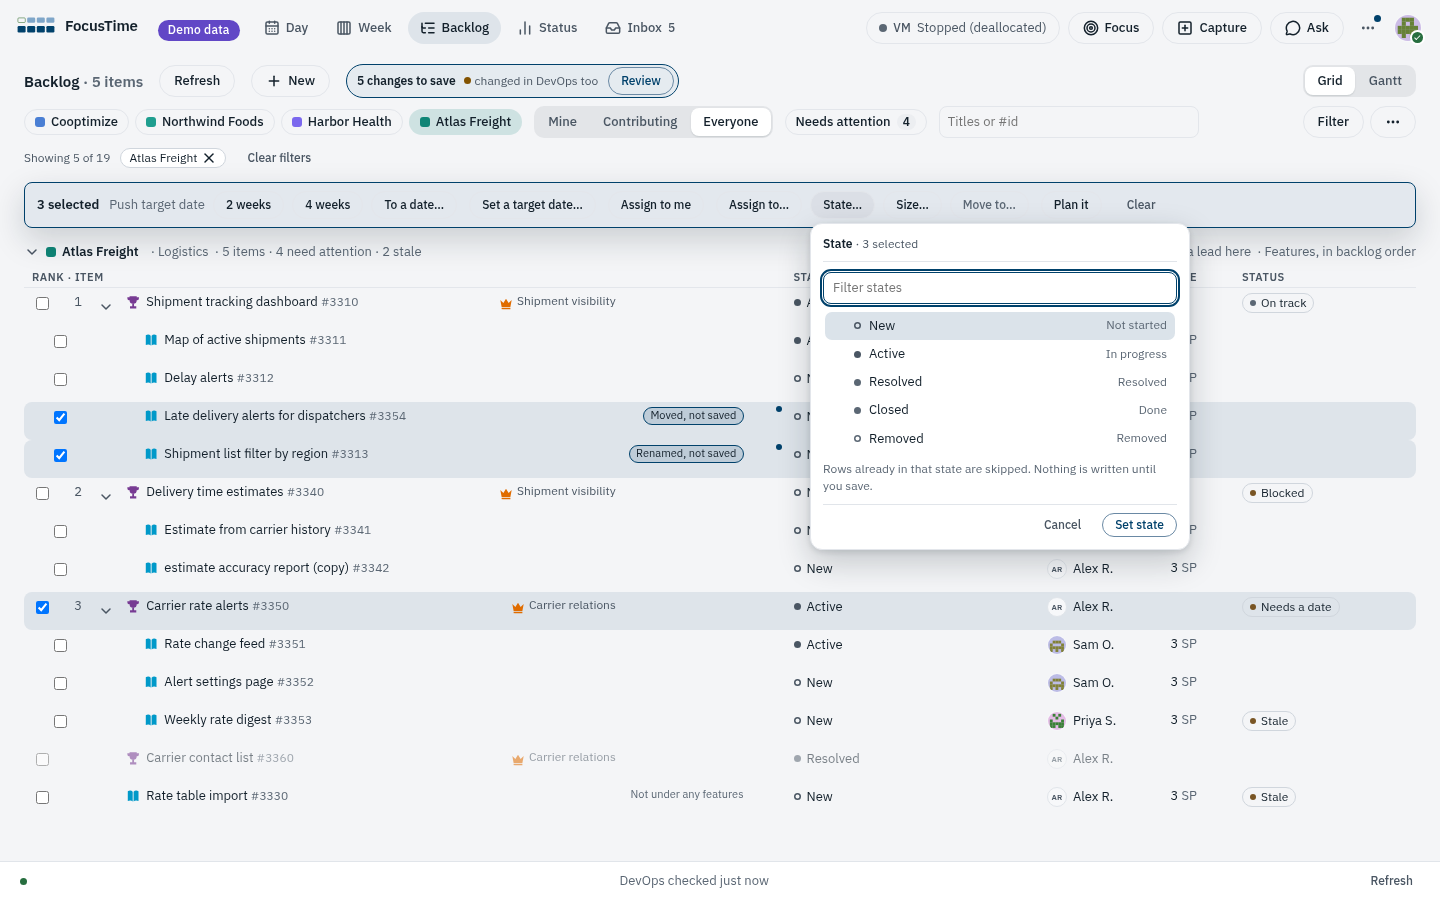 FocusTime
Demo data
Day
Week
Backlog
Status
Inbox 5
VM Stopped (deallocated)
Focus
Capture
Ask
Backlog · 5 items
Refresh
New
5 changes to save
changed in DevOps too
Review
Grid
Gantt
Cooptimize
Northwind Foods
Harbor Health
Atlas Freight
Mine
Contributing
Everyone
Needs attention 4
Titles or #id
Filter
Showing 5 of 19
Atlas Freight
Clear filters
3 selected
Push target date
2 weeks
4 weeks
To a date...
Set a target date...
Assign to me
Assign to...
State...
Size...
Move to...
Plan it
Clear
Atlas Freight · Logistics · 5 items · 4 need attention · 2 stale
a lead here · Features, in backlog order
RANK · ITEM
STATUS
State · 3 selected
Filter states
New Not started
Active In progress
Resolved Resolved
Closed Done
Removed Removed
Rows already in that state are skipped. Nothing is written until
you save.
Cancel
Set state
1 Shipment tracking dashboard #3310 Shipment visibility On track
Map of active shipments #3311
Delay alerts #3312
Late delivery alerts for dispatchers #3354 Moved, not saved
Shipment list filter by region #3313 Renamed, not saved
2 Delivery time estimates #3340 Shipment visibility Blocked
Estimate from carrier history #3341
estimate accuracy report (copy) #3342 New AR Alex R. 3 SP
3 Carrier rate alerts #3350 Carrier relations Active AR Alex R. Needs a date
Rate change feed #3351 Active Sam O. 3 SP
Alert settings page #3352 New Sam O. 3 SP
Weekly rate digest #3353 New Priya S. 3 SP Stale
Carrier contact list #3360 Carrier relations Resolved AR Alex R.
Rate table import #3330 Not under any features New AR Alex R. 3 SP Stale
DevOps checked just now
Refresh